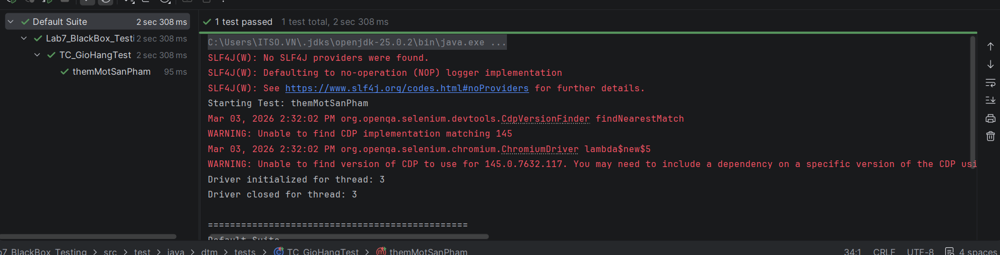 Default Suite 2 sec 308 ms
Lab7_BlackBox_Testi 2 sec 308 ms
TC_GioHangTest 2 sec 308 ms
themMotSanPham 95 ms
1 test passed 1 test total, 2 sec 308 ms
C:\Users\ITSO.VN\.jdks\openjdk-25.0.2\bin\java.exe ...
SLF4J(W): No SLF4J providers were found.
SLF4J(W): Defaulting to no-operation (NOP) logger implementation
SLF4J(W): See https://www.slf4j.org/codes.html#noProviders for further details.
Starting Test: themMotSanPham
Mar 03, 2026 2:32:02 PM org.openqa.selenium.devtools.CdpVersionFinder findNearestMatch
WARNING: Unable to find CDP implementation matching 145
Mar 03, 2026 2:32:02 PM org.openqa.selenium.chromium.ChromiumDriver lambda$new$5
WARNING: Unable to find version of CDP to use for 145.0.7632.117. You may need to include a dependency on a specific version of the CDP usi
Driver initialized for thread: 3
Driver closed for thread: 3
===============================================
Default Suite
b7_BlackBox_Testing > src > test > java > dtm > tests > TC_GioHangTest > themMotSanPham 34:1 CRLF UTF-8 4 spaces